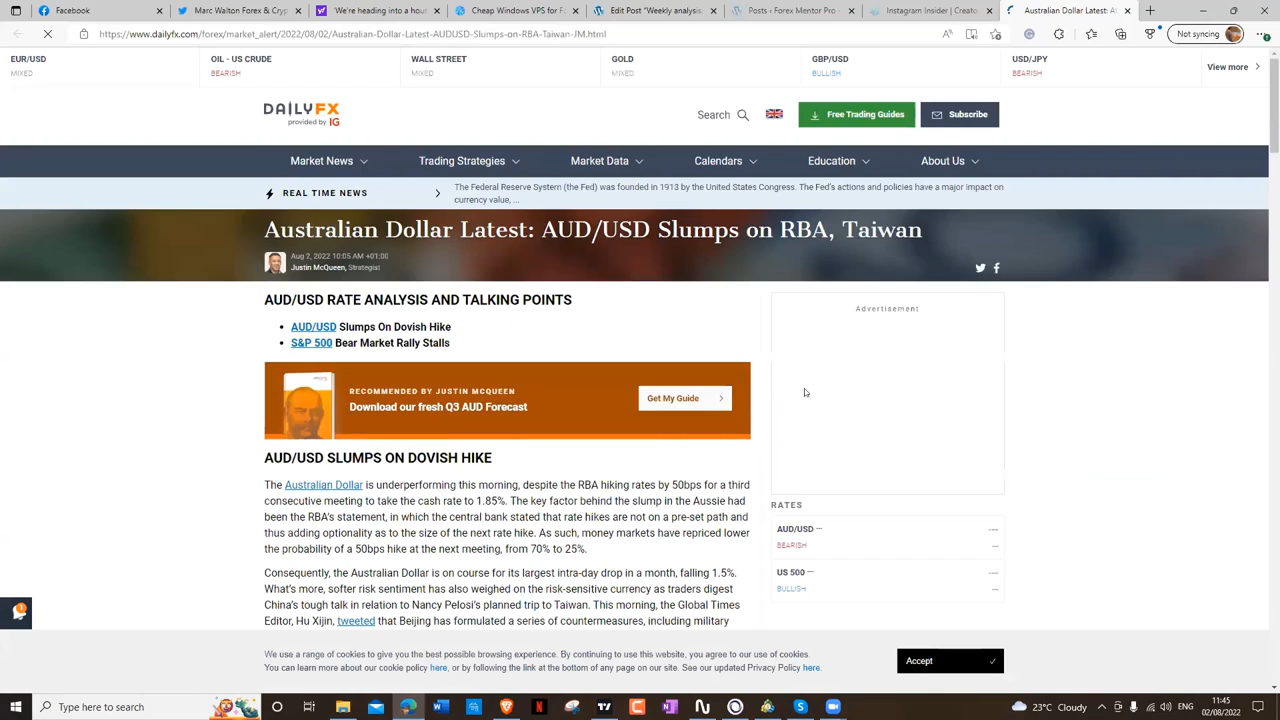 Facebook
Marc Walton Forex & Cryp
"We're heading into four hour
Cheap Windows VPS for F
Edit Post "Weekly analysis
Posts ‹ Forex Mentor Pro
Instasize | Insider | Creato
Australian Dollar Latest: AU
https://www.dailyfx.com/forex/market_alert/2022/08/02/Australian-Dollar-Latest-AUDUSD-Slumps-on-RBA-Taiwan-JM.html
Not syncing
EUR/USD
MIXED
OIL - US CRUDE
BEARISH
WALL STREET
MIXED
GOLD
MIXED
GBP/USD
BULLISH
USD/JPY
BEARISH
View more
DAILYFX
provided by IG
Search
Free Trading Guides
Subscribe
Market News
Trading Strategies
Market Data
Calendars
Education
About Us
REAL TIME NEWS
The Federal Reserve System (the Fed) was founded in 1913 by the United States Congress. The Fed's actions and policies have a major impact on
currency value, ...
Australian Dollar Latest: AUD/USD Slumps on RBA, Taiwan
Aug 2, 2022 10:05 AM +01:00
Justin McQueen, Strategist
AUD/USD RATE ANALYSIS AND TALKING POINTS
• AUD/USD Slumps On Dovish Hike
• S&P 500 Bear Market Rally Stalls
Advertisement
RECOMMENDED BY JUSTIN MCQUEEN
Download our fresh Q3 AUD Forecast
Get My Guide
AUD/USD SLUMPS ON DOVISH HIKE
The Australian Dollar is underperforming this morning, despite the RBA hiking rates by 50bps for a third
consecutive meeting to take the cash rate to 1.85%. The key factor behind the slump in the Aussie had
been the RBA's statement, in which the central bank stated that rate hikes are not on a pre-set path and
thus adding optionality as to the size of the next rate hike. As such, money markets have repriced lower
the probability of a 50bps hike at the next meeting, from 70% to 25%.
Consequently, the Australian Dollar is on course for its largest intra-day drop in a month, falling 1.5%.
What's more, softer risk sentiment has also weighed on the risk-sensitive currency as traders digest
China's tough talk in relation to Nancy Pelosi's planned trip to Taiwan. This morning, the Global Times
Editor, Hu Xijin, tweeted that Beijing has formulated a series of countermeasures, including military
RATES
AUD/USD ---
---
BEARISH
---
US 500 ---
---
BULLISH
---
We use a range of cookies to give you the best possible browsing experience. By continuing to use this website, you agree to our use of cookies.
You can learn more about our cookie policy here, or by following the link at the bottom of any page on our site. See our updated Privacy Policy here.
Accept
Type here to search
23°C Cloudy
11:45
02/08/2022